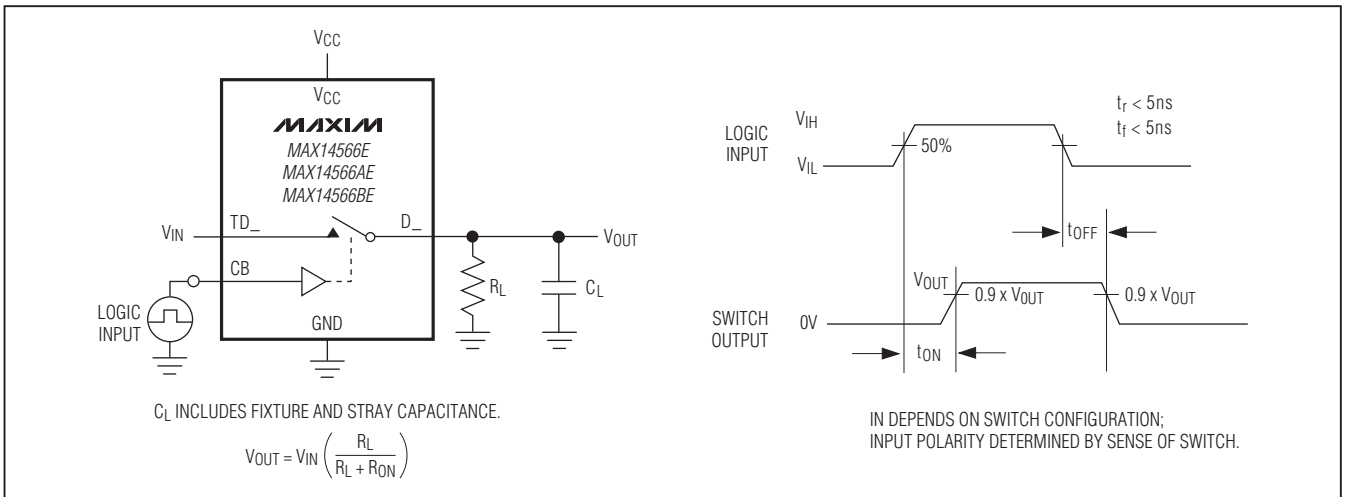 VCC
VCC
MAXIM
MAX14566E
MAX14566AE
MAX14566BE
VIN
TD_
D_
VOUT
CB
RL
CL
LOGIC
INPUT
GND
CL INCLUDES FIXTURE AND STRAY CAPACITANCE.
VOUT = VIN ( RL / RL + RON )
LOGIC
INPUT
VIH
VIL
50%
tr < 5ns
tf < 5ns
tOFF
VOUT
0.9 x VOUT
0.9 x VOUT
SWITCH
OUTPUT
0V
tON
IN DEPENDS ON SWITCH CONFIGURATION;
INPUT POLARITY DETERMINED BY SENSE OF SWITCH.